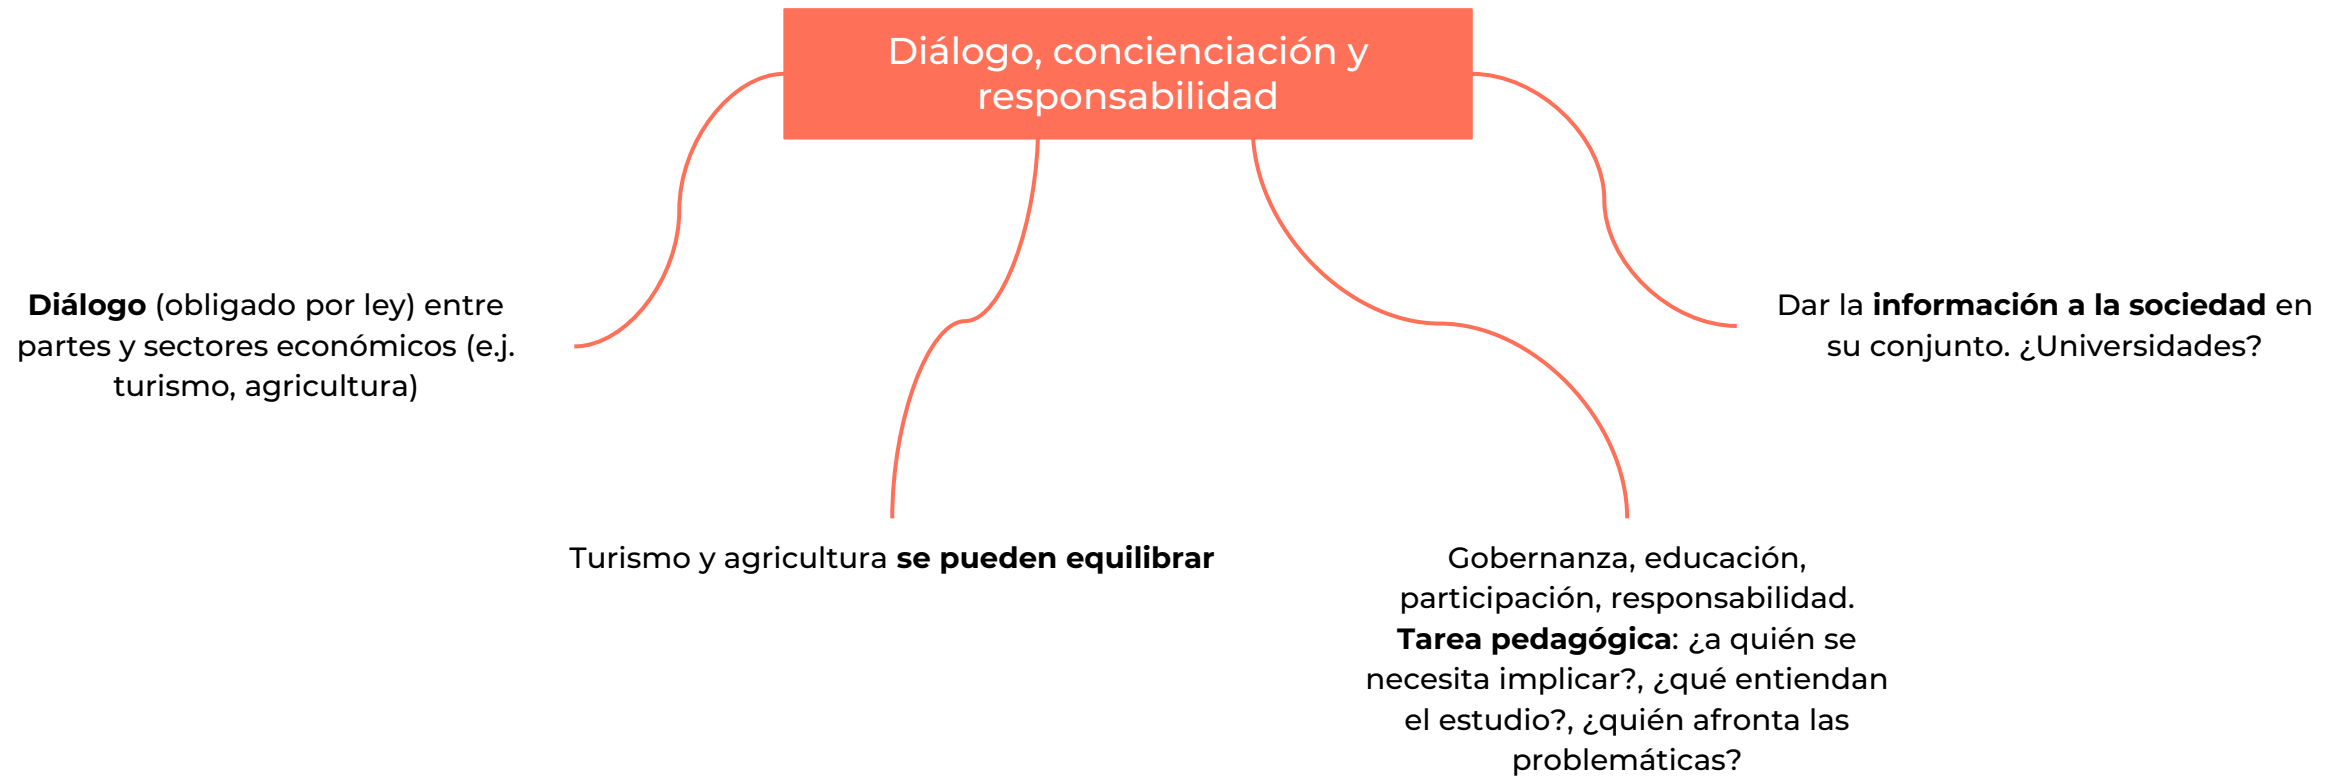 Diálogo, concienciación y
responsabilidad
Diálogo (obligado por ley) entre
partes y sectores económicos (e.j.
turismo, agricultura)
Turismo y agricultura se pueden equilibrar
Gobernanza, educación,
participación, responsabilidad.
Tarea pedagógica: ¿a quién se
necesita implicar?, ¿qué entiendan
el estudio?, ¿quién afronta las
problemáticas?
Dar la información a la sociedad en
su conjunto. ¿Universidades?